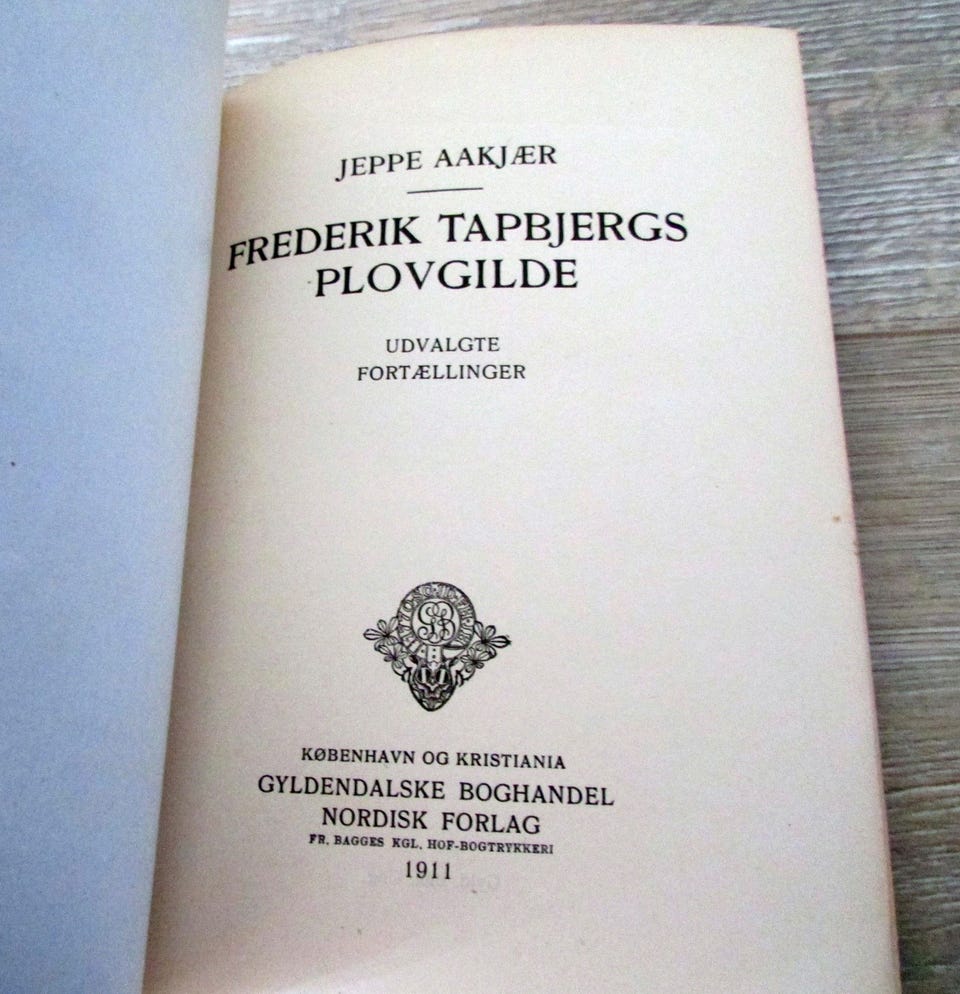 JEPPE AAKJÆR
FREDERIK TAPBJERGS
PLOVGILDE
UDVALGTE
FORTÆLLINGER
KØBENHAVN OG KRISTIANIA
GYLDENDALSKE BOGHANDEL
NORDISK FORLAG
FR. BAGGES KGL. HOF-BOGTRYKKERI
1911